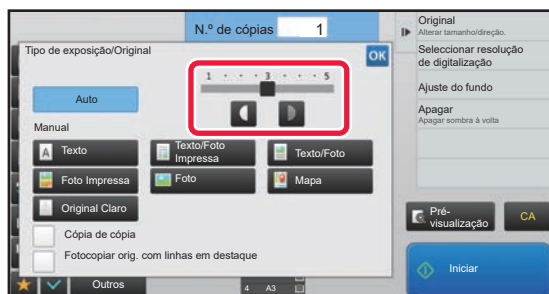 N.º de cópias 1
Tipo de exposição/Original
OK
1 · · 3 · · 5
Auto
Manual
Texto
Texto/Foto
Impressa
Texto/Foto
Foto Impressa
Foto
Mapa
Original Claro
Cópia de cópia
Fotocopiar orig. com linhas em destaque
Outros
4 A3
Original
Alterar tamanho/direção.
Seleccionar resolução
de digitalização
Ajuste do fundo
Apagar
Apagar sombra à volta
Pré-
visualização
CA
Iniciar